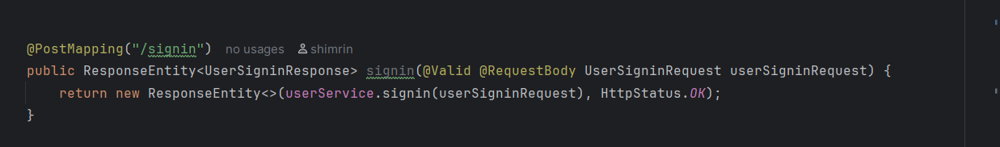 @PostMapping("/signin") no usages shimrin
public ResponseEntity<UserSigninResponse> signin(@Valid @RequestBody UserSigninRequest userSigninRequest) {
    return new ResponseEntity<>(userService.signin(userSigninRequest), HttpStatus.OK);
}